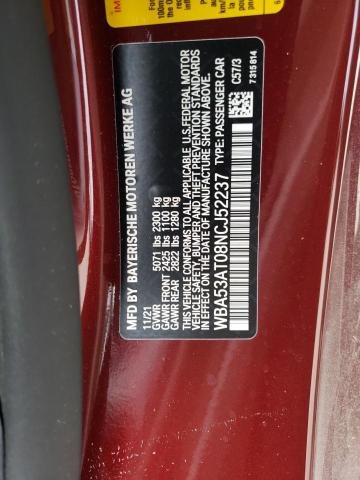 MFD BY BAYERISCHE MOTOREN WERKE AG
11/21
GVWR 5071 lbs 2300 kg
GAWR FRONT 2425 lbs 1100 kg
GAWR REAR 2822 lbs 1280 kg
THIS VEHICLE CONFORMS TO ALL APPLICABLE U.S.FEDERAL MOTOR
VEHICLE SAFETY, BUMPER AND THEFT PREVENTION STANDARDS
IN EFFECT ON THE DATE OF MANUFACTURE SHOWN ABOVE.
WBA53AT08NCJ52237 TYPE: PASSENGER CAR
C57/3
7315814